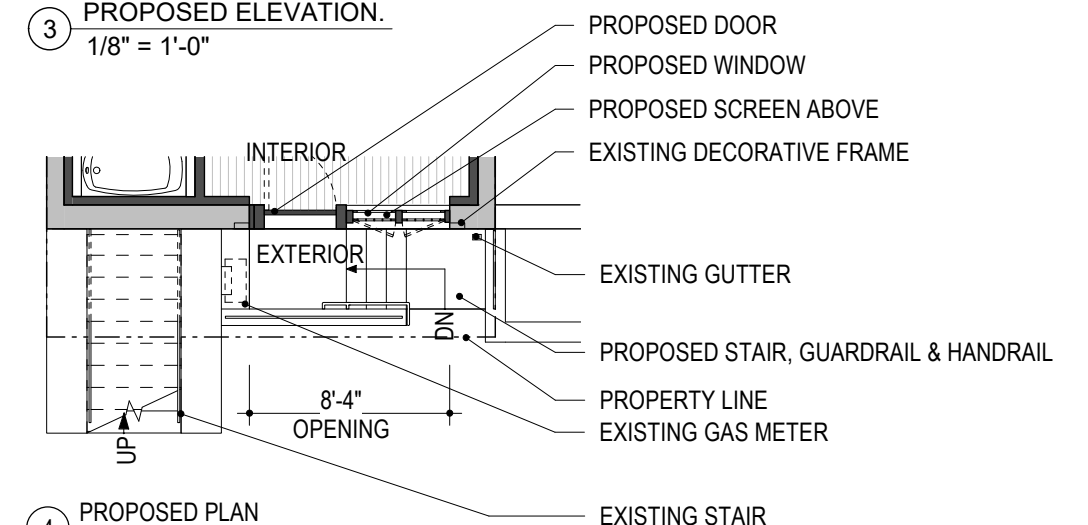 3 PROPOSED ELEVATION.
1/8" = 1'-0"
PROPOSED DOOR
PROPOSED WINDOW
PROPOSED SCREEN ABOVE
INTERIOR
EXISTING DECORATIVE FRAME
EXTERIOR
EXISTING GUTTER
DN
PROPOSED STAIR, GUARDRAIL & HANDRAIL
8'-4"
OPENING
PROPERTY LINE
EXISTING GAS METER
UP
4 PROPOSED PLAN
EXISTING STAIR